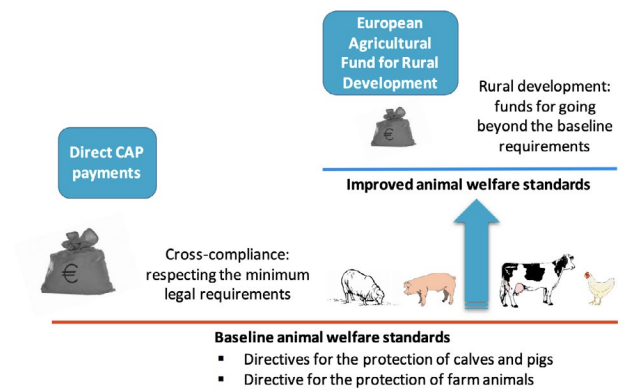 European
Agricultural
Fund for Rural
Development
Rural development:
funds for going
beyond the baseline
requirements
€
Improved animal welfare standards
Direct CAP
payments
€
Cross-compliance:
respecting the minimum
legal requirements
Baseline animal welfare standards
▪ Directives for the protection of calves and pigs
▪ Directive for the protection of farm animals